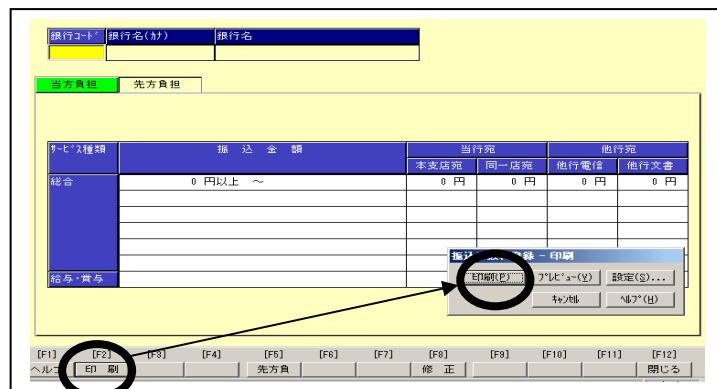 銀行コード 銀行名(カナ) 銀行名
当方負担 先方負担
サービス種類 振 込 金 額 当行宛 他行宛
本支店宛 同一店宛 他行電信 他行文書
総合 0 円以上 ～ 0 円 0 円 0 円 0 円
給与・賞与
登録 - 印刷
印刷(P) プレビュー(V) 設定(S)...
キャンセル ヘルプ(H)
[F1] [F2] [F3] [F4] [F5] [F6] [F7] [F8] [F9] [F10] [F11] [F12]
ヘルプ 印 刷 先方負 修 正 閉じる